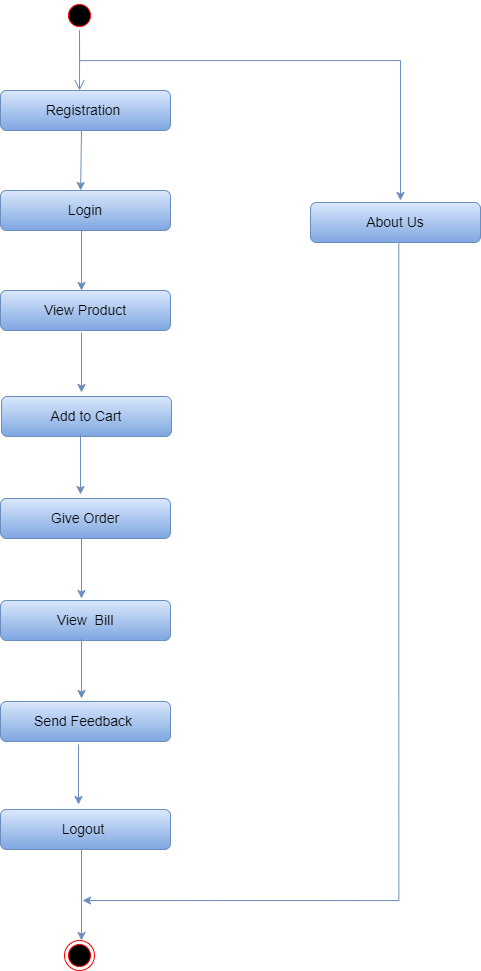 Registration
Login
About Us
View Product
Add to Cart
Give Order
View  Bill
Send Feedback
Logout